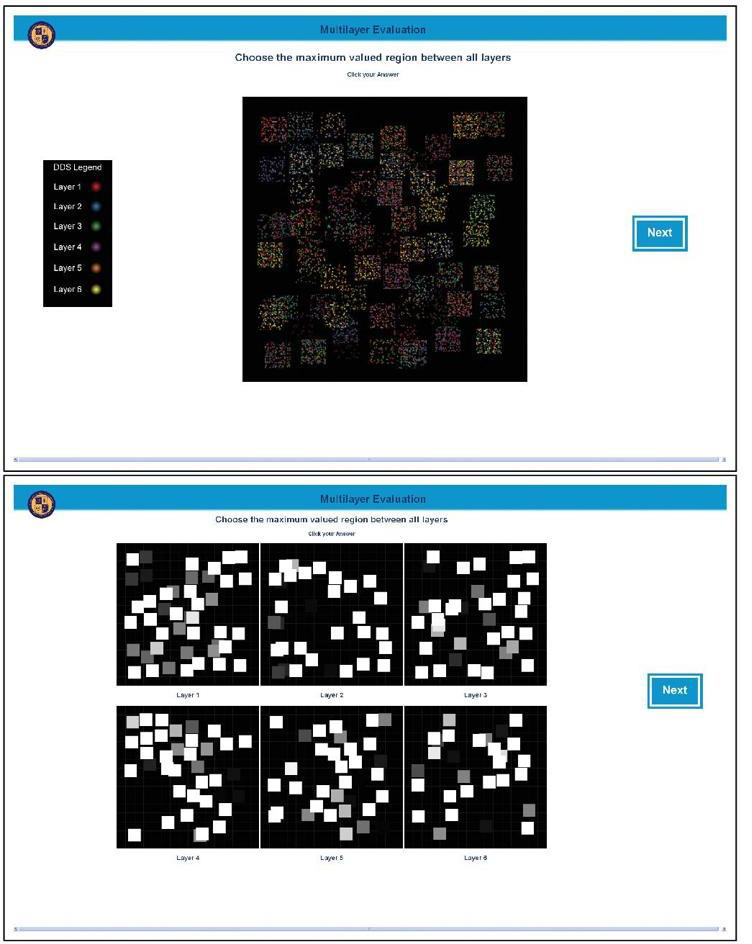 Multilayer Evaluation
Choose the maximum valued region between all layers
Click your Answer
DDS Legend
Layer 1
Layer 2
Layer 3
Layer 4
Layer 5
Layer 6
Next
Multilayer Evaluation
Choose the maximum valued region between all layers
Click your Answer
Layer 1
Layer 2
Layer 3
Next
Layer 4
Layer 5
Layer 6